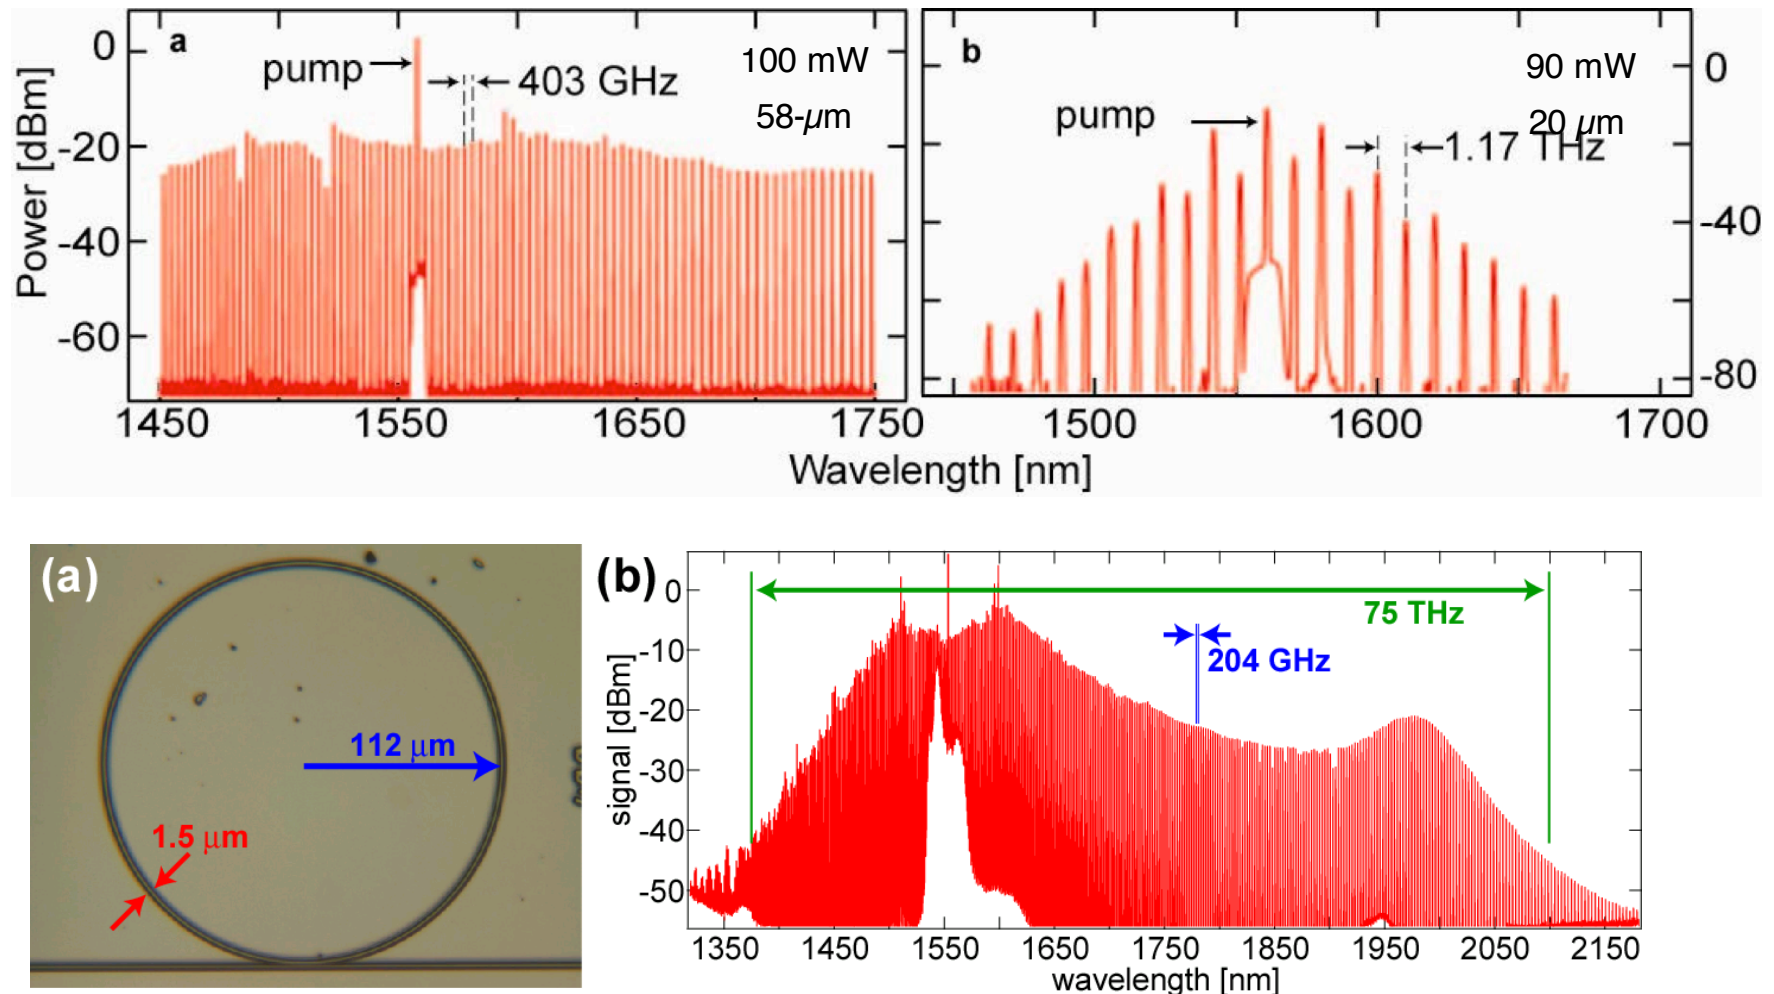 a
pump
403 GHz
100 mW
58-µm
0
-20
-40
-60
Power [dBm]
1450
1550
1650
1750
b
pump
90 mW
20 µm
1.17 THz
0
-40
-80
1500
1600
1700
Wavelength [nm]
(a)
112 µm
1.5 µm
(b)
75 THz
204 GHz
0
-10
-20
-30
-40
-50
signal [dBm]
1350
1450
1550
1650
1750
1850
1950
2050
2150
wavelength [nm]